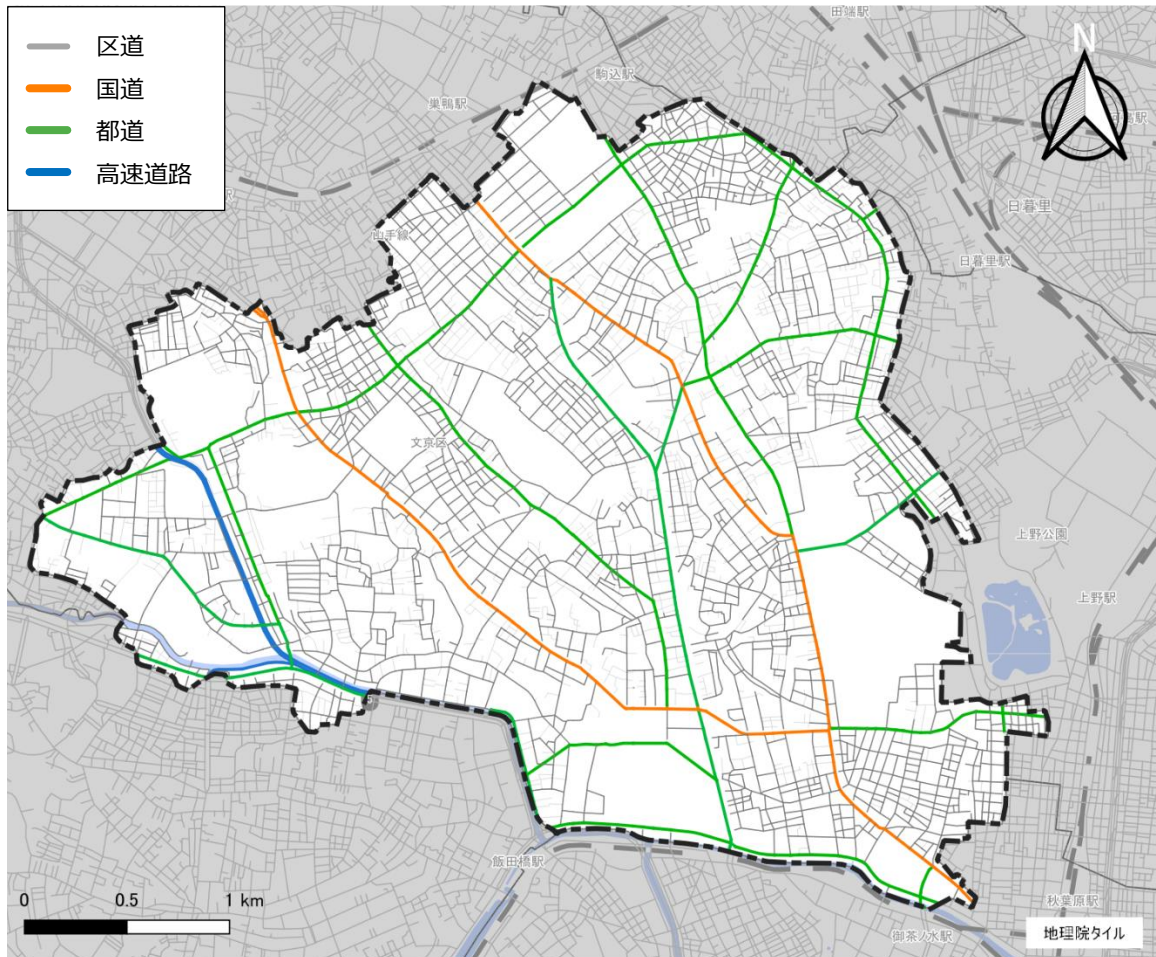 区道
国道
都道
高速道路
田端駅
駒込駅
巣鴨駅
N
日暮里
日暮里駅
山手線
文京区
上野公園
上野駅
飯田橋駅
御茶ノ水駅
秋葉原駅
0 0.5 1 km
地理院タイル